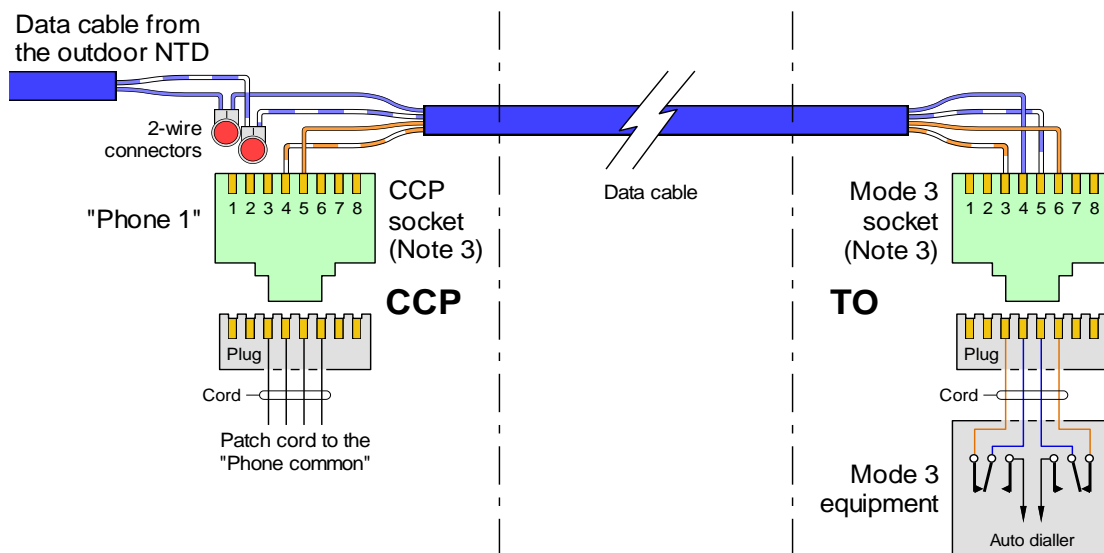 Data cable from
the outdoor NTD
2-wire
connectors
"Phone 1"
1 2 3 4 5 6 7 8
CCP
socket
(Note 3)
CCP
Plug
Cord
Patch cord to the
"Phone common"
Data cable
Mode 3
socket
(Note 3)
1 2 3 4 5 6 7 8
TO
Plug
Cord
Mode 3
equipment
Auto dialler